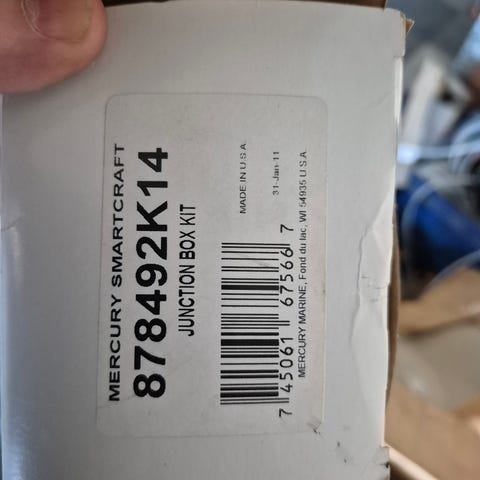 MERCURY SMARTCRAFT
878492K14
JUNCTION BOX KIT
MADE IN U.S.A.
31-Jan-11
7 45061 67566 7
MERCURY MARINE, Fond du lac, WI 54935 U.S.A.